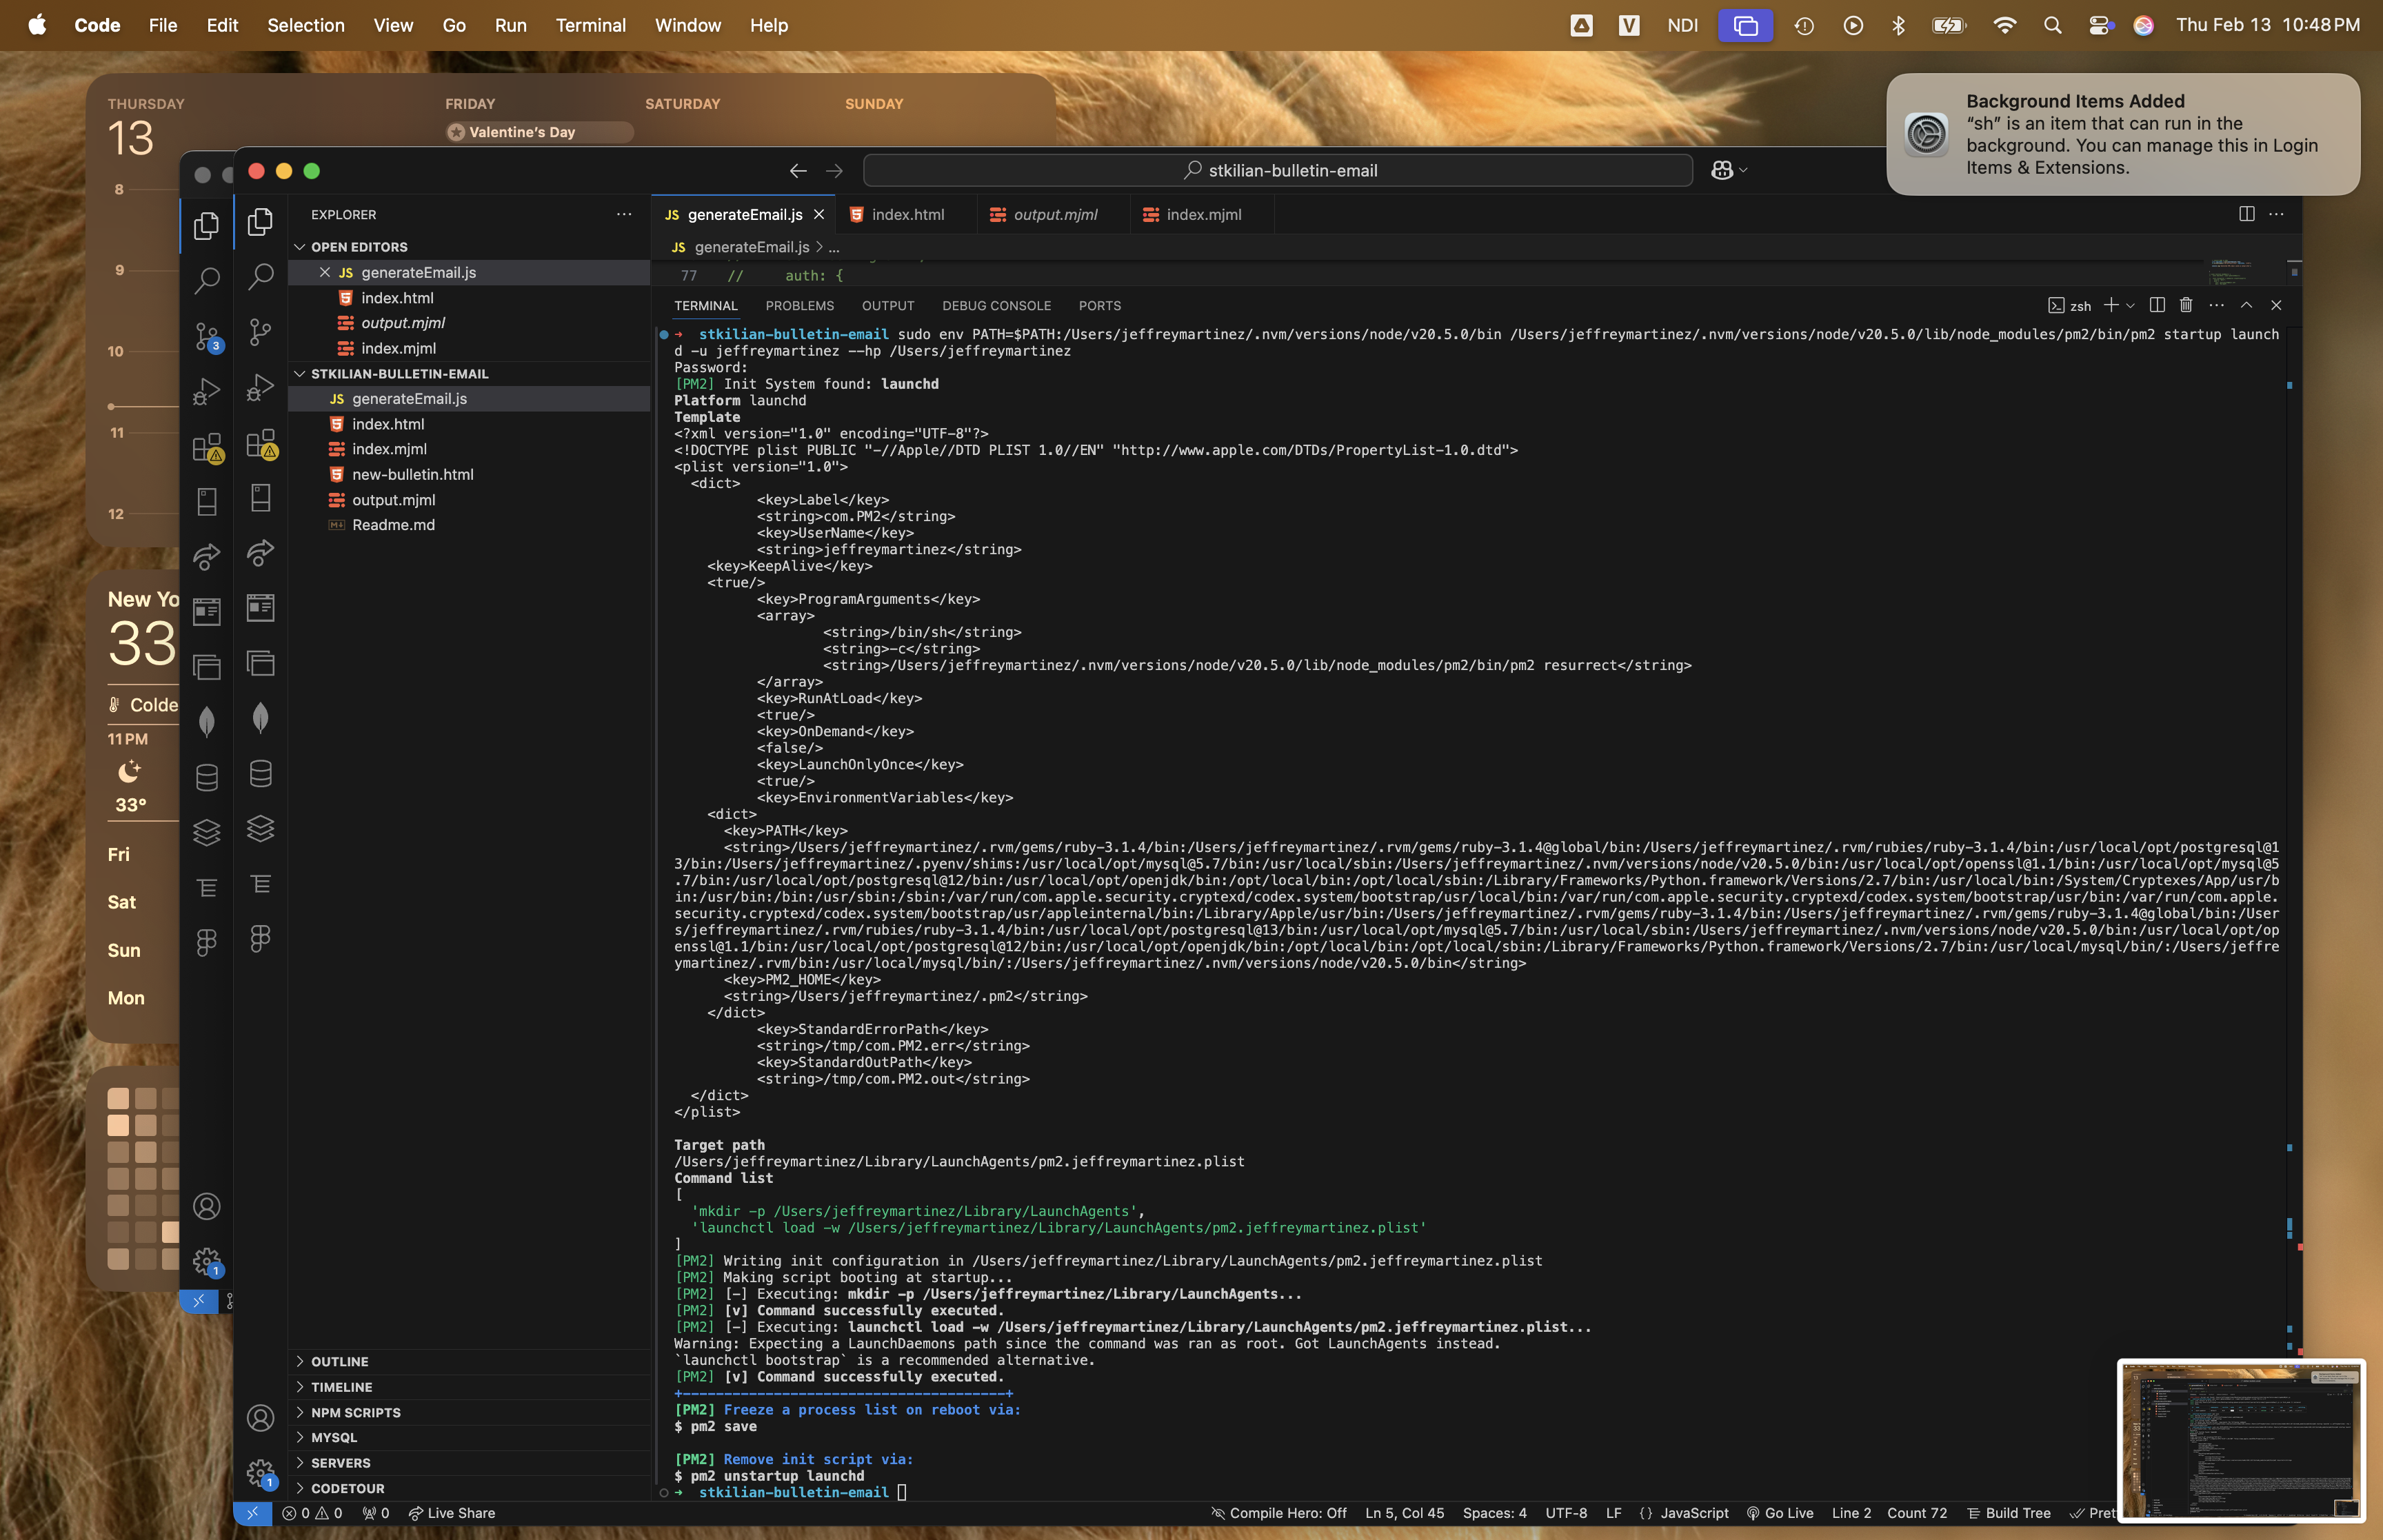 Code File Edit Selection View Go Run Terminal Window Help
NDI
Thu Feb 13 10:48 PM
THURSDAY
13
FRIDAY
SATURDAY
SUNDAY
Valentine's Day
8
9
10
11
12
New Yo
33
Colde
11PM
33°
Fri
Sat
Sun
Mon
Background Items Added
"sh" is an item that can run in the
background. You can manage this in Login
Items & Extensions.
stkilian-bulletin-email
3
1
EXPLORER
OPEN EDITORS
JS generateEmail.js
index.html
output.mjml
index.mjml
STKILIAN-BULLETIN-EMAIL
JS generateEmail.js
index.html
index.mjml
new-bulletin.html
output.mjml
Readme.md
OUTLINE
TIMELINE
NPM SCRIPTS
MYSQL
SERVERS
CODETOUR
1
JS generateEmail.js index.html output.mjml index.mjml
JS generateEmail.js > ...
77 // auth: {
TERMINAL PROBLEMS OUTPUT DEBUG CONSOLE PORTS
zsh
→ stkilian-bulletin-email sudo env PATH=$PATH:/Users/jeffreymartinez/.nvm/versions/node/v20.5.0/bin /Users/jeffreymartinez/.nvm/versions/node/v20.5.0/lib/node_modules/pm2/bin/pm2 startup launch
d -u jeffreymartinez --hp /Users/jeffreymartinez
Password:
[PM2] Init System found: launchd
Platform launchd
Template
<?xml version="1.0" encoding="UTF-8"?>
<!DOCTYPE plist PUBLIC "-//Apple//DTD PLIST 1.0//EN" "http://www.apple.com/DTDs/PropertyList-1.0.dtd">
<plist version="1.0">
<dict>
<key>Label</key>
<string>com.PM2</string>
<key>UserName</key>
<string>jeffreymartinez</string>
<key>KeepAlive</key>
<true/>
<key>ProgramArguments</key>
<array>
<string>/bin/sh</string>
<string>-c</string>
<string>/Users/jeffreymartinez/.nvm/versions/node/v20.5.0/lib/node_modules/pm2/bin/pm2 resurrect</string>
</array>
<key>RunAtLoad</key>
<true/>
<key>OnDemand</key>
<false/>
<key>LaunchOnlyOnce</key>
<true/>
<key>EnvironmentVariables</key>
<dict>
<key>PATH</key>
<string>/Users/jeffreymartinez/.rvm/gems/ruby-3.1.4/bin:/Users/jeffreymartinez/.rvm/gems/ruby-3.1.4@global/bin:/Users/jeffreymartinez/.rvm/rubies/ruby-3.1.4/bin:/usr/local/opt/postgresql@1
3/bin:/Users/jeffreymartinez/.pyenv/shims:/usr/local/opt/mysql@5.7/bin:/usr/local/sbin:/Users/jeffreymartinez/.nvm/versions/node/v20.5.0/bin:/usr/local/opt/openssl@1.1/bin:/usr/local/opt/mysql@5
.7/bin:/usr/local/opt/postgresql@12/bin:/usr/local/opt/openjdk/bin:/opt/local/bin:/opt/local/sbin:/Library/Frameworks/Python.framework/Versions/2.7/bin:/usr/local/bin:/System/Cryptexes/App/usr/b
in:/usr/bin:/bin:/usr/sbin:/sbin:/var/run/com.apple.security.cryptexd/codex.system/bootstrap/usr/local/bin:/var/run/com.apple.security.cryptexd/codex.system/bootstrap/usr/bin:/var/run/com.apple.
security.cryptexd/codex.system/bootstrap/usr/appleinternal/bin:/Library/Apple/usr/bin:/Users/jeffreymartinez/.rvm/gems/ruby-3.1.4/bin:/Users/jeffreymartinez/.rvm/gems/ruby-3.1.4@global/bin:/User
s/jeffreymartinez/.rvm/rubies/ruby-3.1.4/bin:/usr/local/opt/postgresql@13/bin:/usr/local/opt/mysql@5.7/bin:/usr/local/sbin:/Users/jeffreymartinez/.nvm/versions/node/v20.5.0/bin:/usr/local/opt/op
enssl@1.1/bin:/usr/local/opt/postgresql@12/bin:/usr/local/opt/openjdk/bin:/opt/local/bin:/opt/local/sbin:/Library/Frameworks/Python.framework/Versions/2.7/bin:/usr/local/mysql/bin/:/Users/jeffre
ymartinez/.rvm/bin:/usr/local/mysql/bin/:/Users/jeffreymartinez/.nvm/versions/node/v20.5.0/bin</string>
<key>PM2_HOME</key>
<string>/Users/jeffreymartinez/.pm2</string>
</dict>
<key>StandardErrorPath</key>
<string>/tmp/com.PM2.err</string>
<key>StandardOutPath</key>
<string>/tmp/com.PM2.out</string>
</dict>
</plist>
Target path
/Users/jeffreymartinez/Library/LaunchAgents/pm2.jeffreymartinez.plist
Command list
[
'mkdir -p /Users/jeffreymartinez/Library/LaunchAgents',
'launchctl load -w /Users/jeffreymartinez/Library/LaunchAgents/pm2.jeffreymartinez.plist'
]
[PM2] Writing init configuration in /Users/jeffreymartinez/Library/LaunchAgents/pm2.jeffreymartinez.plist
[PM2] Making script booting at startup...
[PM2] [-] Executing: mkdir -p /Users/jeffreymartinez/Library/LaunchAgents...
[PM2] [v] Command successfully executed.
[PM2] [-] Executing: launchctl load -w /Users/jeffreymartinez/Library/LaunchAgents/pm2.jeffreymartinez.plist...
Warning: Expecting a LaunchDaemons path since the command was ran as root. Got LaunchAgents instead.
`launchctl bootstrap` is a recommended alternative.
[PM2] [v] Command successfully executed.
+---------------------------------------+
[PM2] Freeze a process list on reboot via:
$ pm2 save
[PM2] Remove init script via:
$ pm2 unstartup launchd
→ stkilian-bulletin-email
0 0 0 Live Share
Compile Hero: Off Ln 5, Col 45 Spaces: 4 UTF-8 LF {} JavaScript Go Live Line 2 Count 72 Build Tree Pret